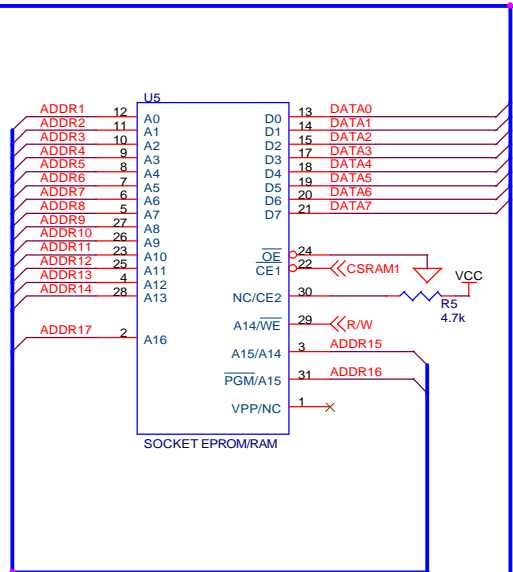 U5
ADDR1 12 A0 D0 13 DATA0
ADDR2 11 A1 D1 14 DATA1
ADDR3 10 A2 D2 15 DATA2
ADDR4 9 A3 D3 17 DATA3
ADDR5 8 A4 D4 18 DATA4
ADDR6 7 A5 D5 19 DATA5
ADDR7 6 A6 D6 20 DATA6
ADDR8 5 A7 D7 21 DATA7
ADDR9 27 A8
ADDR10 26 A9
ADDR11 23 A10 OE 24
ADDR12 25 A11 CE1 22 CSRAM1
ADDR13 4 A12 VCC
ADDR14 28 A13 NC/CE2 30 R5
4.7k
A14/WE 29 R/W
ADDR17 2 A16 A15/A14 3 ADDR15
PGM/A15 31 ADDR16
VPP/NC 1
SOCKET EPROM/RAM